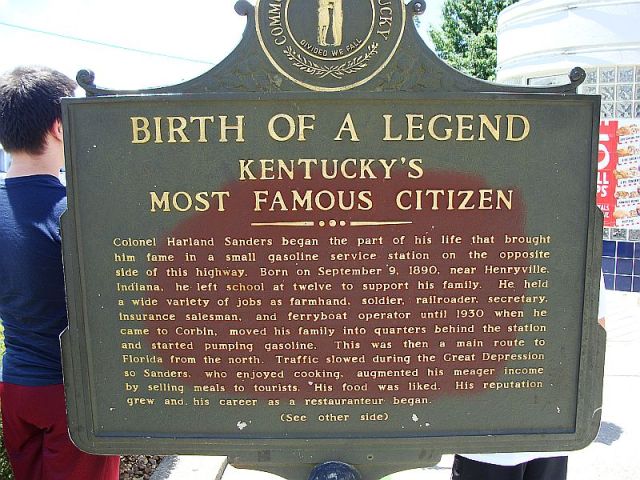 COMMO UCKY
DIVIDED WE FALL
BIRTH OF A LEGEND
KENTUCKY'S
MOST FAMOUS CITIZEN
Colonel Harland Sanders began the part of his life that brought
him fame in a small gasoline service station on the opposite
side of this highway. Born on September 9, 1890, near Henryville,
Indiana, he left school at twelve to support his family. He held
a wide variety of jobs as farmhand, soldier, railroader, secretary,
insurance salesman, and ferryboat operator until 1930 when he
came to Corbin, moved his family into quarters behind the station
and started pumping gasoline. This was then a main route to
Florida from the north. Traffic slowed during the Great Depression
so Sanders, who enjoyed cooking, augmented his meager income
by selling meals to tourists. His food was liked. His reputation
grew and his career as a restauranteur began.
(See other side)